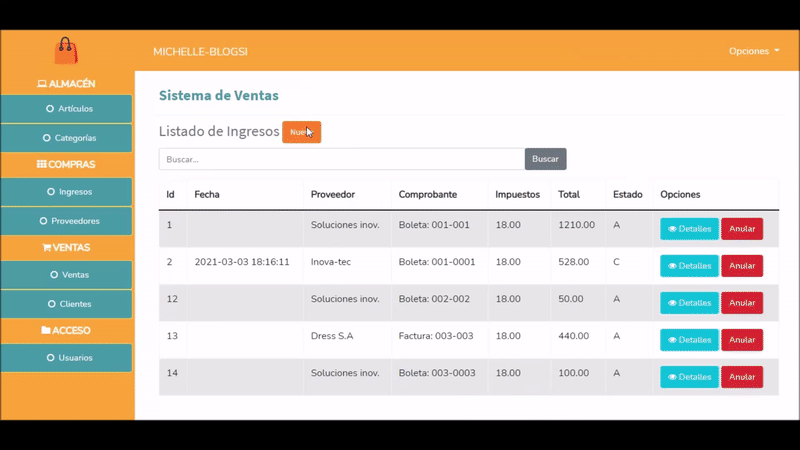 MICHELLE-BLOGSI
Opciones
ALMACÉN
Artículos
Categorías
COMPRAS
Ingresos
Proveedores
VENTAS
Ventas
Clientes
ACCESO
Usuarios
Sistema de Ventas
Listado de Ingresos
Buscar... Buscar
Id Fecha Proveedor Comprobante Impuestos Total Estado Opciones
1 Soluciones inov. Boleta: 001-001 18.00 1210.00 A Detalles Anular
2 2021-03-03 18:16:11 Inova-tec Boleta: 001-0001 18.00 528.00 C Detalles Anular
12 Soluciones inov. Boleta: 002-002 18.00 50.00 A Detalles Anular
13 Dress S.A Factura: 003-003 18.00 440.00 A Detalles Anular
14 Soluciones inov. Boleta: 003-0003 18.00 100.00 A Detalles Anular